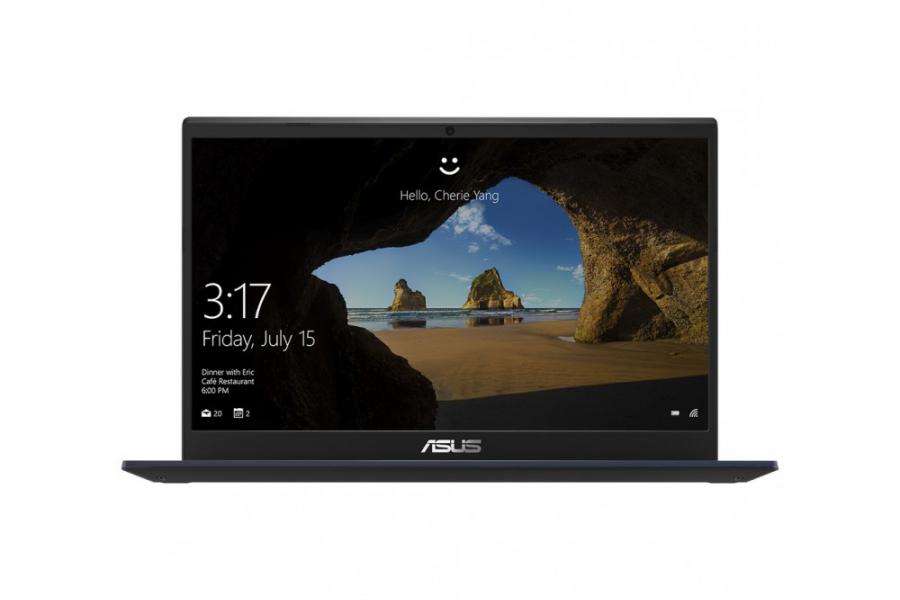 Hello, Cherie Yang
3:17
Friday, July 15
Dinner with Eric
Café Restaurant
6:00 PM
20
2
ASUS